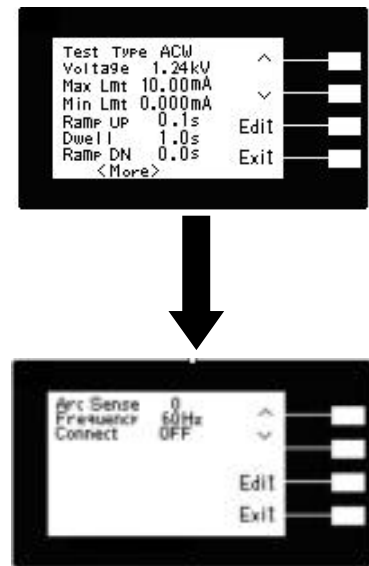 Test Type ACW
Voltage 1.24kV
Max Lmt 10.00mA
Min Lmt 0.000mA
Ramp UP 0.1s
Dwell 1.0s
Ramp DN 0.0s
<More>
^
˅
Edit
Exit
Arc Sense 0
Frequency 60Hz
Connect OFF
^
˅
Edit
Exit